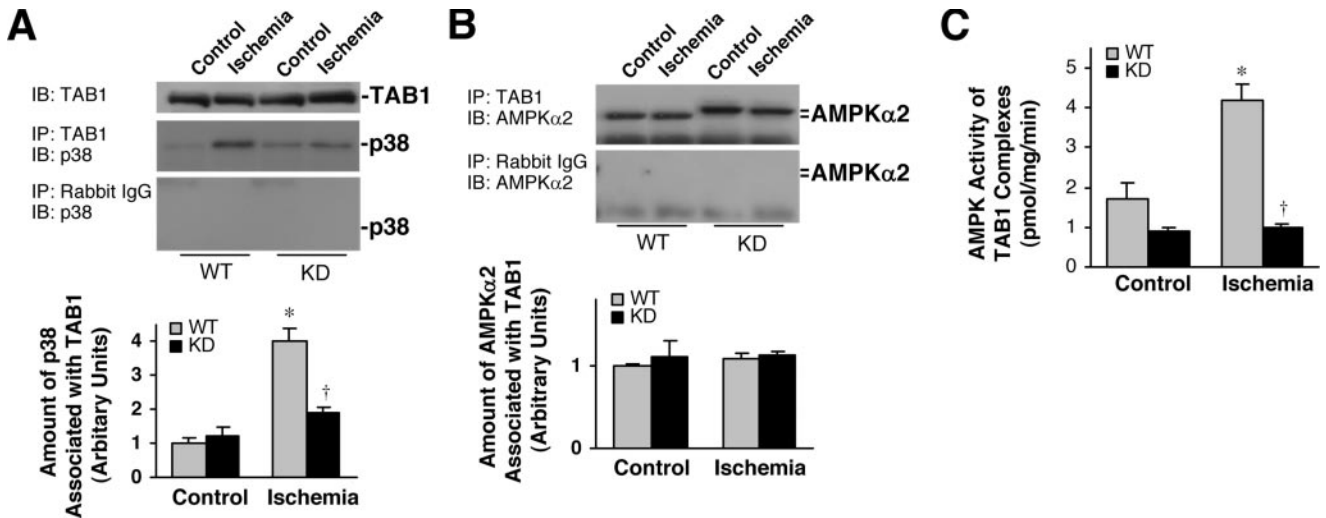 A
Control
Ischemia
Control
Ischemia
IB: TAB1
-TAB1
IP: TAB1
IB: p38
-p38
IP: Rabbit IgG
IB: p38
-p38
WT
KD
Amount of p38
Associated with TAB1
(Arbitary Units)
WT
KD
4
3
2
1
0
*
†
Control
Ischemia
B
Control
Ischemia
Control
Ischemia
IP: TAB1
IB: AMPKα2
=AMPKα2
IP: Rabbit IgG
IB: AMPKα2
=AMPKα2
WT
KD
Amount of AMPKα2
Associated with TAB1
(Arbitrary Units)
WT
KD
1
0
Control
Ischemia
C
WT
KD
AMPK Activity of
TAB1 Complexes
(pmol/mg/min)
5
4
3
2
1
0
*
†
Control
Ischemia